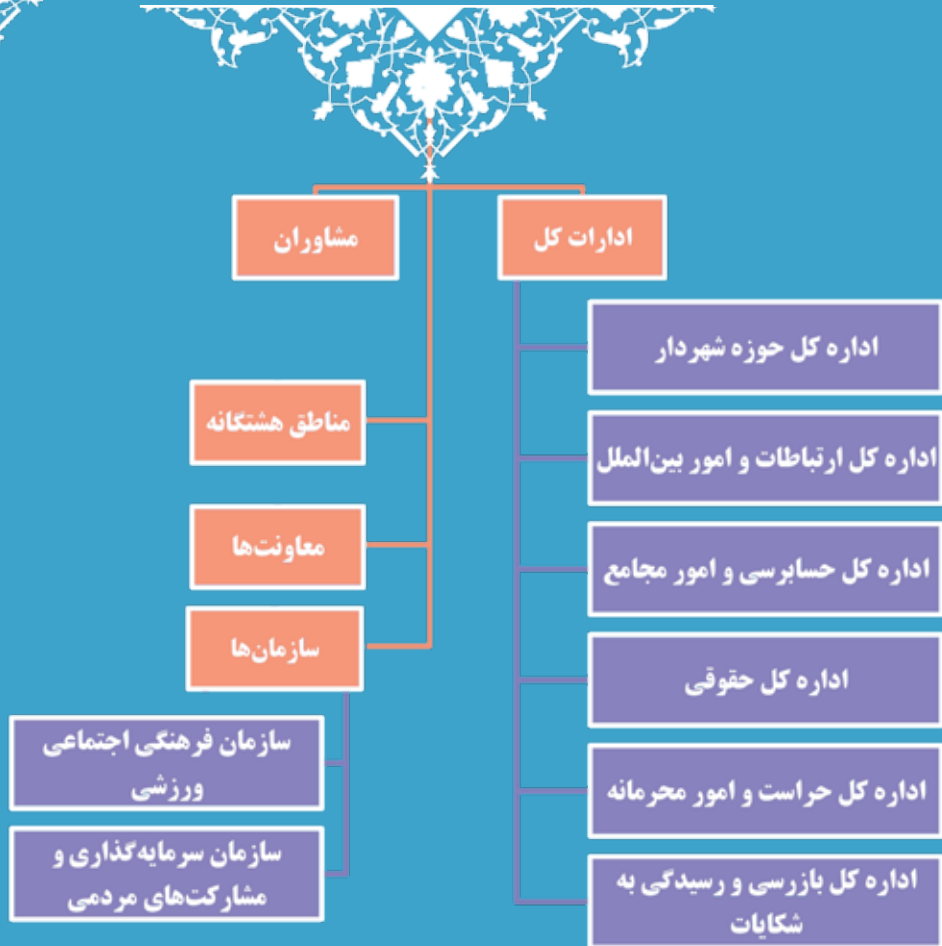 ادارات کل
مشاوران
اداره کل حوزه شهردار
اداره کل ارتباطات و امور بین‌الملل
اداره کل حسابرسی و امور مجامع
اداره کل حقوقی
اداره کل حراست و امور محرمانه
اداره کل بازرسی و رسیدگی به
شکایات
مناطق هشتگانه
معاونت‌ها
سازمان‌ها
سازمان فرهنگی اجتماعی
ورزشی
سازمان سرمایه‌گذاری و
مشارکت‌های مردمی